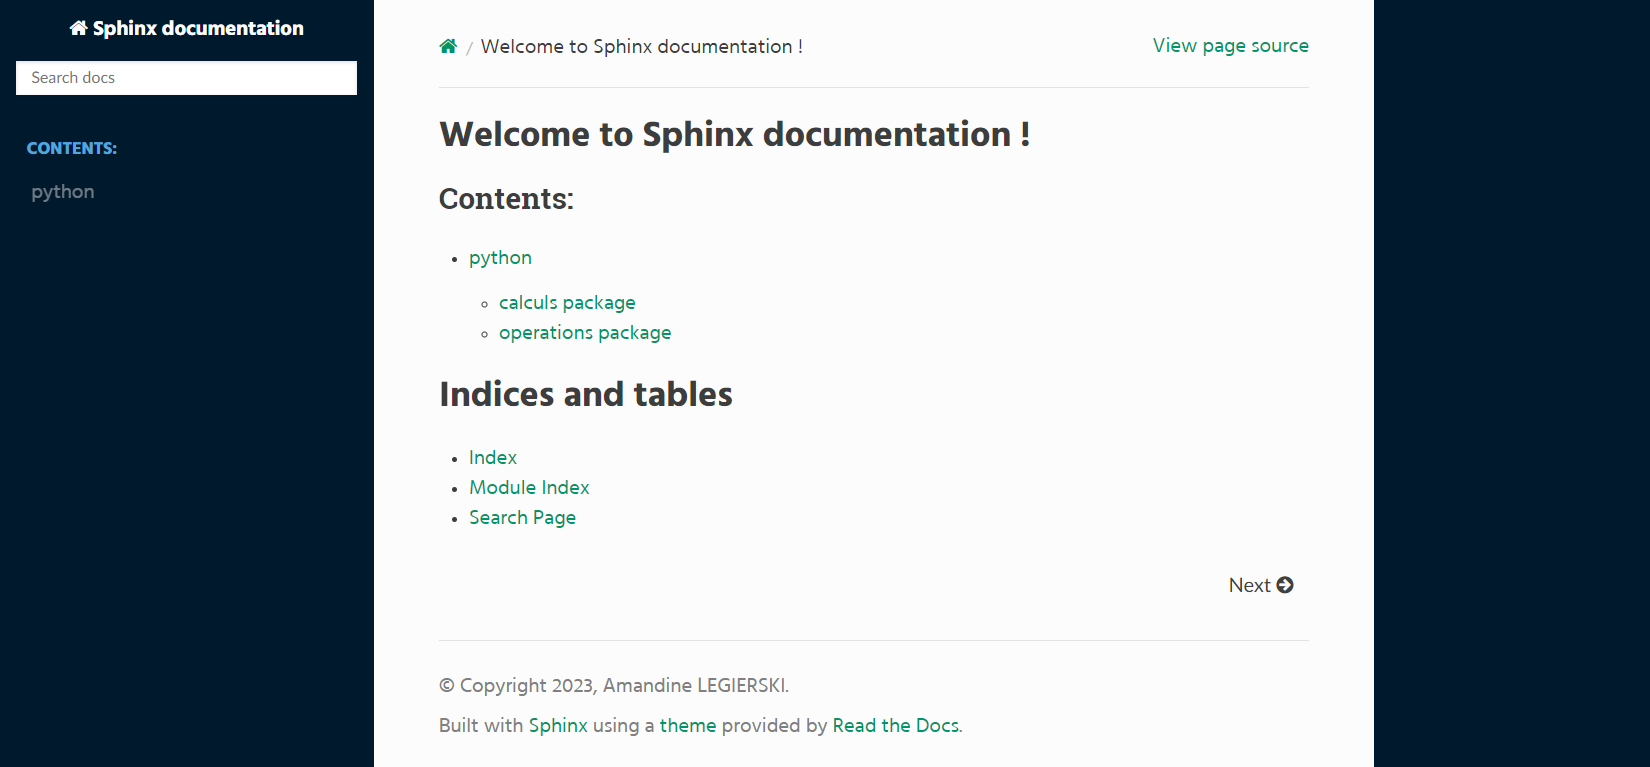 Sphinx documentation
Search docs
CONTENTS:
python
/ Welcome to Sphinx documentation !
View page source
Welcome to Sphinx documentation !
Contents:
python
calculs package
operations package
Indices and tables
Index
Module Index
Search Page
Next
© Copyright 2023, Amandine LEGIERSKI.
Built with Sphinx using a theme provided by Read the Docs.